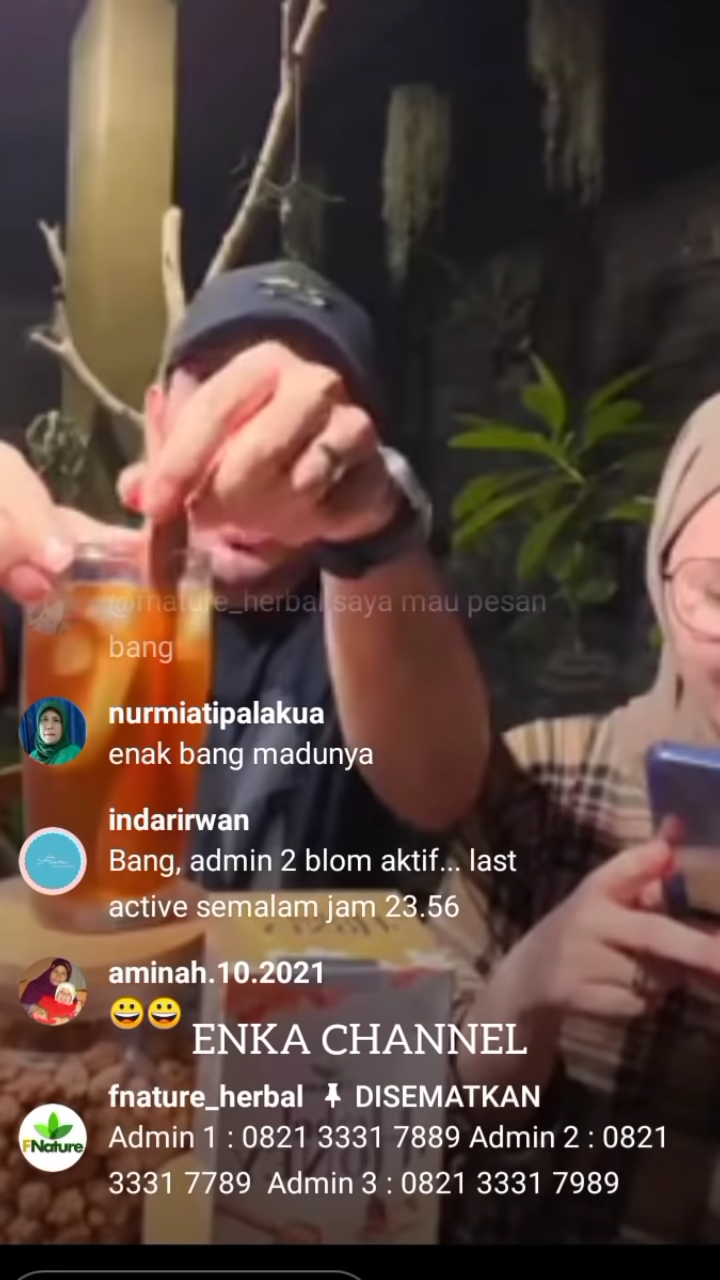 @fnature_herbal saya mau pesan
bang
nurmiatipalakua
enak bang madunya
indarirwan
Bang, admin 2 blom aktif... last
active semalam jam 23.56
aminah.10.2021
😀😀
ENKA CHANNEL
fnature_herbal 📌 DISEMATKAN
FNature
Admin 1 : 0821 3331 7889 Admin 2 : 0821
3331 7789 Admin 3 : 0821 3331 7989